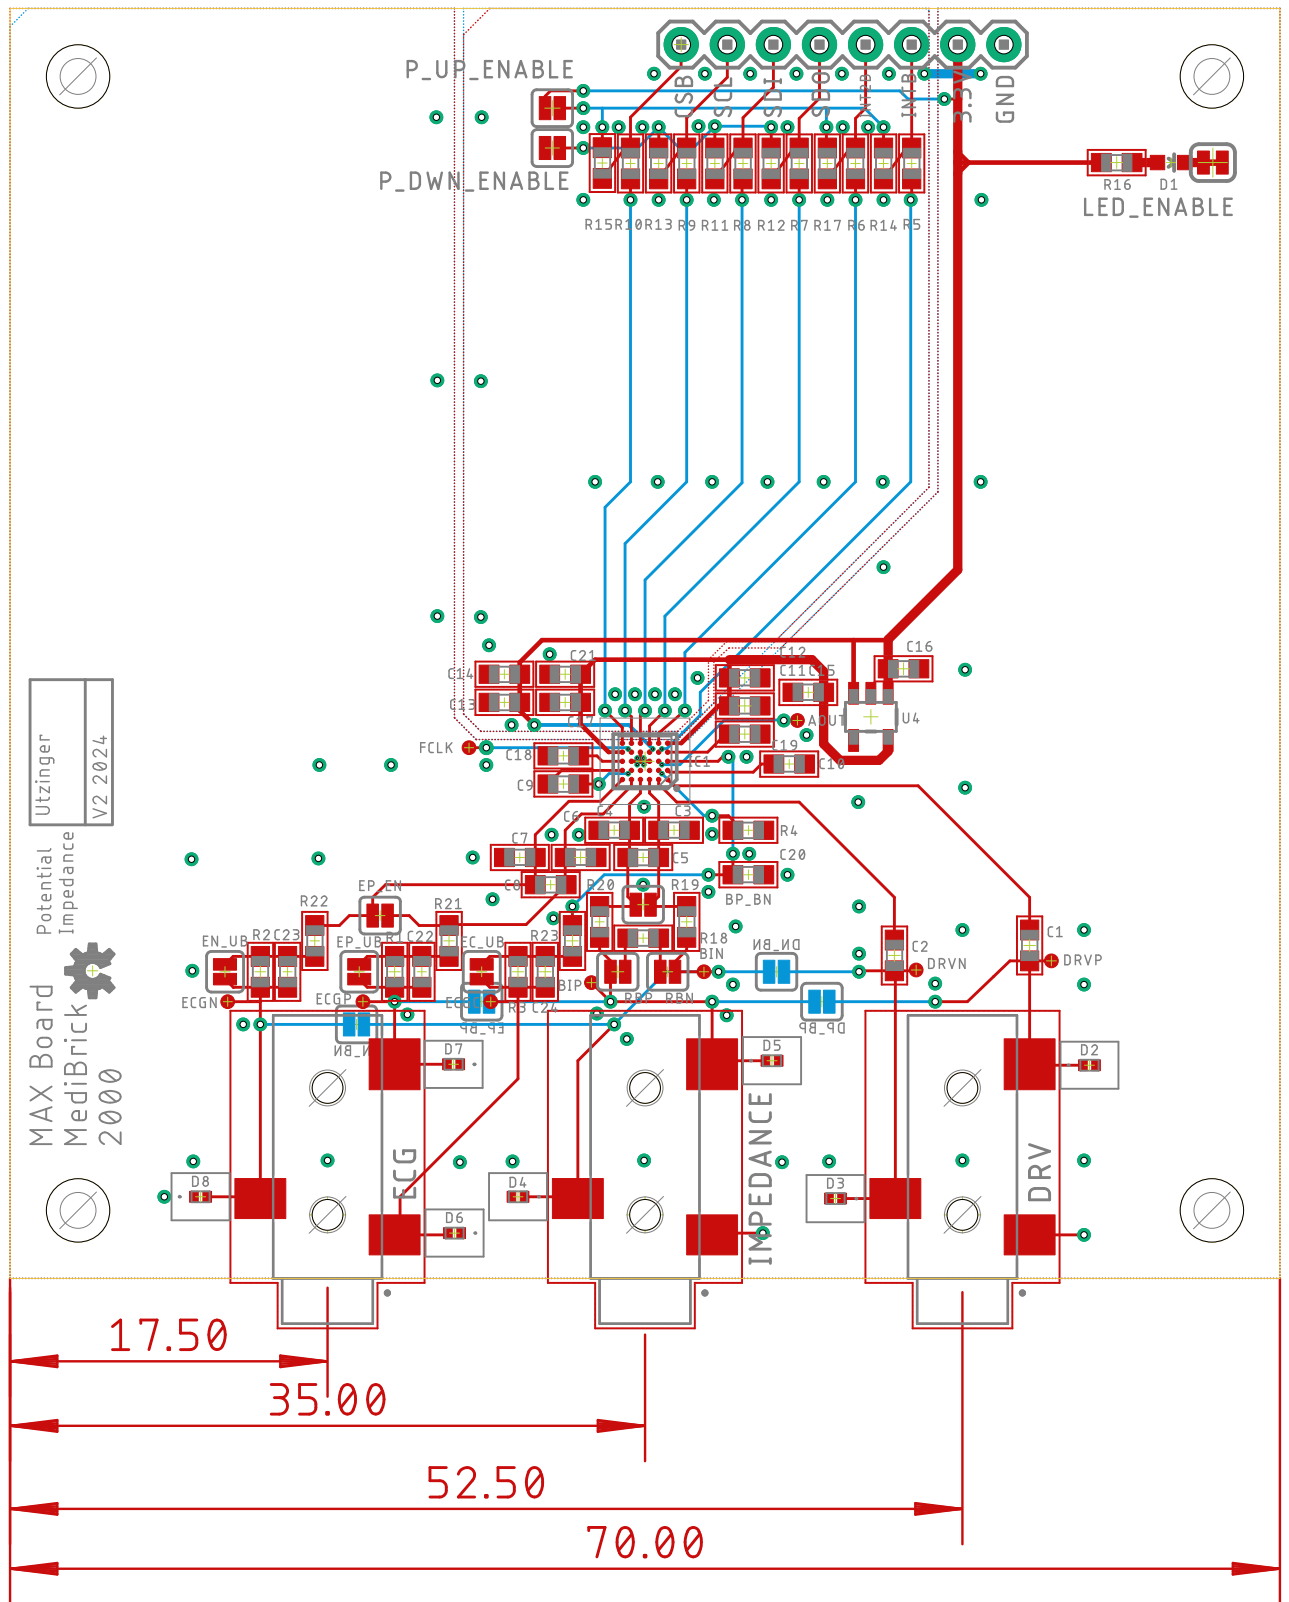 P_UP_ENABLE
P_DWN_ENABLE
CSB
SCL
SDI
SDO
INT2B
INTB
3.3V
GND
R15
R10
R13
R9
R11
R8
R12
R7
R17
R6
R14
R5
R16
D1
LED_ENABLE
C14
C21
C13
C17
C12
C11
C15
C16
AOUT
U4
FCLK
C18
IC1
C19
C10
C9
C4
C3
C6
C7
R4
C5
C20
C8
BP_BN
EP_EN
R20
R19
R22
R21
R18
EN_UB
R2
C23
EP_UB
R1
C22
EC_UB
R23
BIN
DN_BN
C2
C1
DRVN
DRVP
ECGN
ECGP
R3
C24
BIP
RBP
RBN
EP_BP
DP_BP
D7
D5
D2
D8
D6
D4
D3
ECG
IMPEDANCE
DRV
Utzinger
V2 2024
Potential
Impedance
MAX Board
MediBrick
2000
17.50
35.00
52.50
70.00